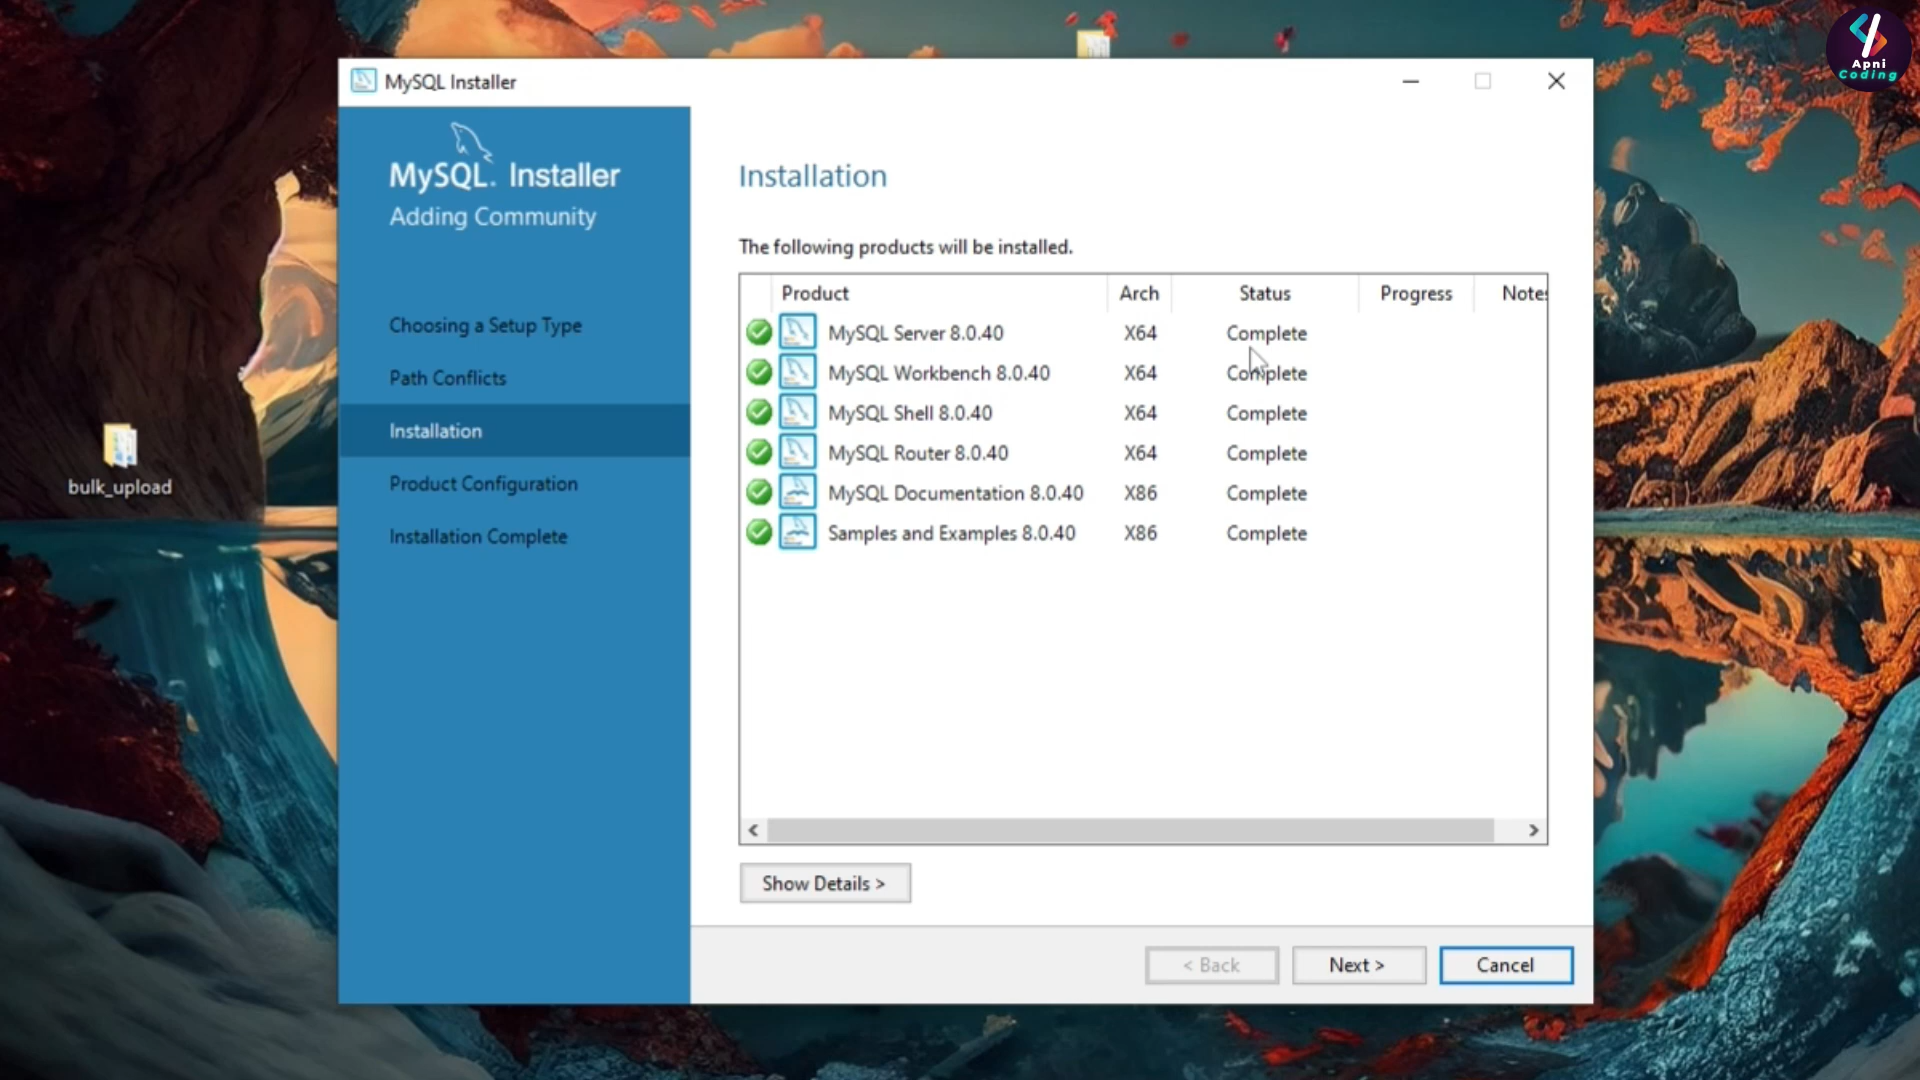 Apni
Coding
MySQL Installer
MySQL. Installer
Adding Community
Choosing a Setup Type
Path Conflicts
Installation
Product Configuration
Installation Complete
bulk_upload
Installation
The following products will be installed.
Product Arch Status Progress Notes
MySQL Server 8.0.40 X64 Complete
MySQL Workbench 8.0.40 X64 Complete
MySQL Shell 8.0.40 X64 Complete
MySQL Router 8.0.40 X64 Complete
MySQL Documentation 8.0.40 X86 Complete
Samples and Examples 8.0.40 X86 Complete
Show Details >
< Back Next > Cancel